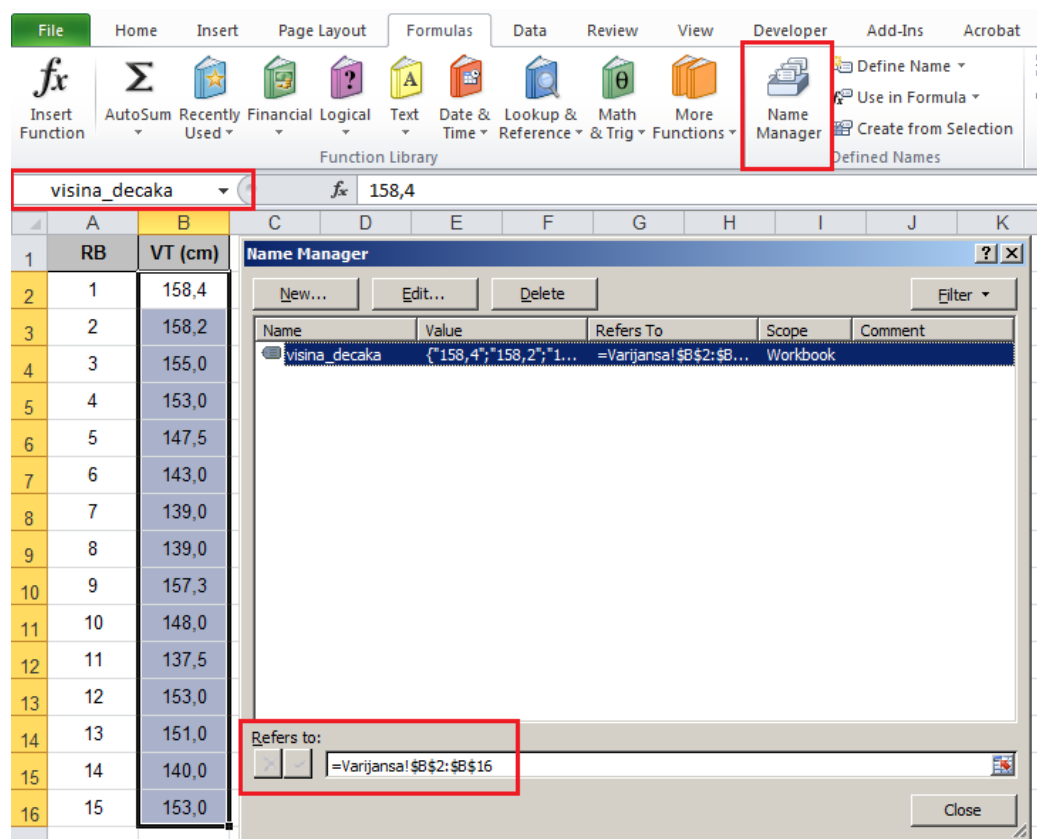 File Home Insert Page Layout Formulas Data Review View Developer Add-Ins Acrobat
fx Insert Function
Σ AutoSum
Recently Used
Financial
Logical
Text
Date & Time
Lookup & Reference
Math & Trig
More Functions
Function Library
Name Manager
Define Name
Use in Formula
Create from Selection
Defined Names
visina_decaka fx 158,4
A B C D E F G H I J K
1 RB VT (cm)
2 1 158,4
3 2 158,2
4 3 155,0
5 4 153,0
6 5 147,5
7 6 143,0
8 7 139,0
9 8 139,0
10 9 157,3
11 10 148,0
12 11 137,5
13 12 153,0
14 13 151,0
15 14 140,0
16 15 153,0
Name Manager
New... Edit... Delete Filter
Name Value Refers To Scope Comment
visina_decaka {"158,4";"158,2";"1... =Varijansa!$B$2:$B... Workbook
Refers to:
=Varijansa!$B$2:$B$16
Close